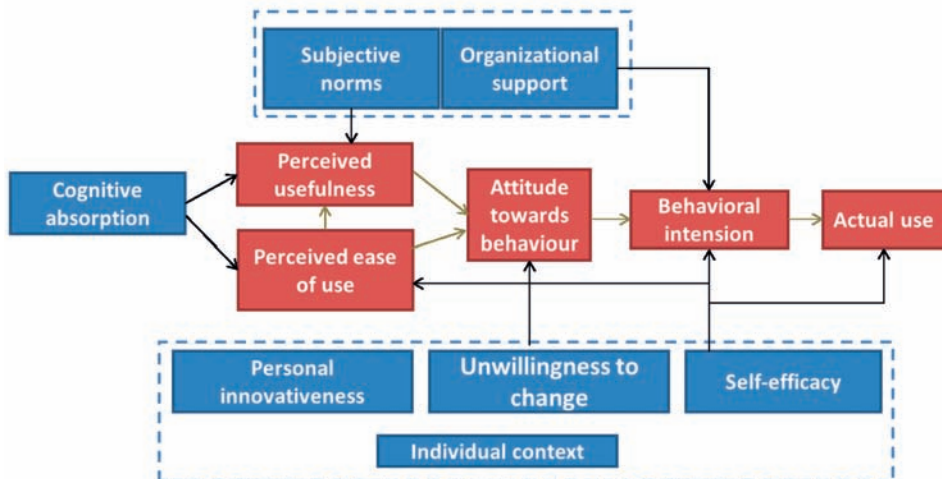 Subjective
norms
Organizational
support
Perceived
usefulness
Cognitive
absorption
Attitude
towards
behaviour
Behavioral
intension
Actual use
Perceived ease
of use
Personal
innovativeness
Unwillingness to
change
Self-efficacy
Individual context